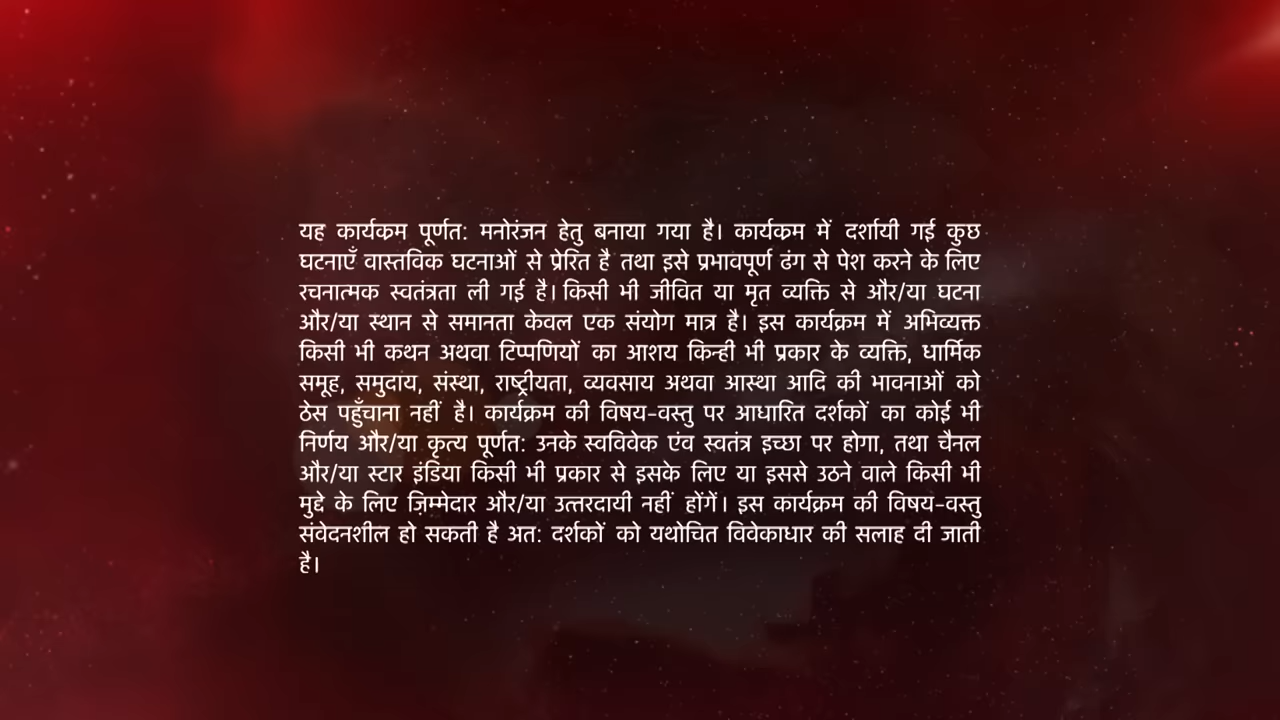 यह कार्यक्रम पूर्णत: मनोरंजन हेतु बनाया गया है। कार्यक्रम में दर्शायी गई कुछ
घटनाएँ वास्तविक घटनाओं से प्रेरित है तथा इसे प्रभावपूर्ण ढंग से पेश करने के लिए
रचनात्मक स्वतंत्रता ली गई है। किसी भी जीवित या मृत व्यक्ति से और/या घटना
और/या स्थान से समानता केवल एक संयोग मात्र है। इस कार्यक्रम में अभिव्यक्त
किसी भी कथन अथवा टिप्पणियों का आशय किन्ही भी प्रकार के व्यक्ति, धार्मिक
समूह, समुदाय, संस्था, राष्ट्रीयता, व्यवसाय अथवा आस्था आदि की भावनाओं को
ठेस पहुँचाना नहीं है। कार्यक्रम की विषय-वस्तु पर आधारित दर्शकों का कोई भी
निर्णय और/या कृत्य पूर्णत: उनके स्वविवेक एंव स्वतंत्र इच्छा पर होगा, तथा चैनल
और/या स्टार इंडिया किसी भी प्रकार से इसके लिए या इससे उठने वाले किसी भी
मुद्दे के लिए ज़िम्मेदार और/या उत्तरदायी नहीं होंगें। इस कार्यक्रम की विषय-वस्तु
संवेदनशील हो सकती है अत: दर्शकों को यथोचित विवेकाधार की सलाह दी जाती
है।